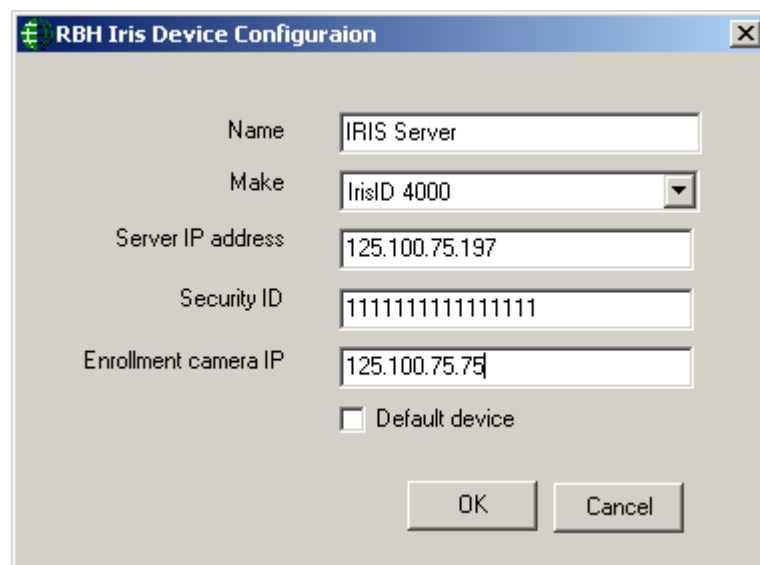 RBH Iris Device Configuraion
Name IRIS Server
Make IrisID 4000
Server IP address 125.100.75.197
Security ID 1111111111111111
Enrollment camera IP 125.100.75.75
Default device
OK Cancel